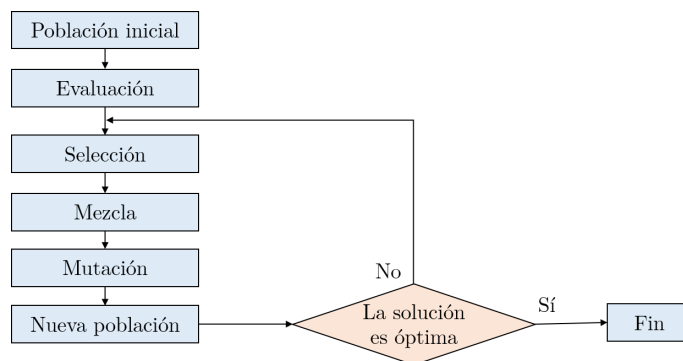 Población inicial
Evaluación
Selección
Mezcla
Mutación
Nueva población
No
La solución
es óptima
Sí
Fin